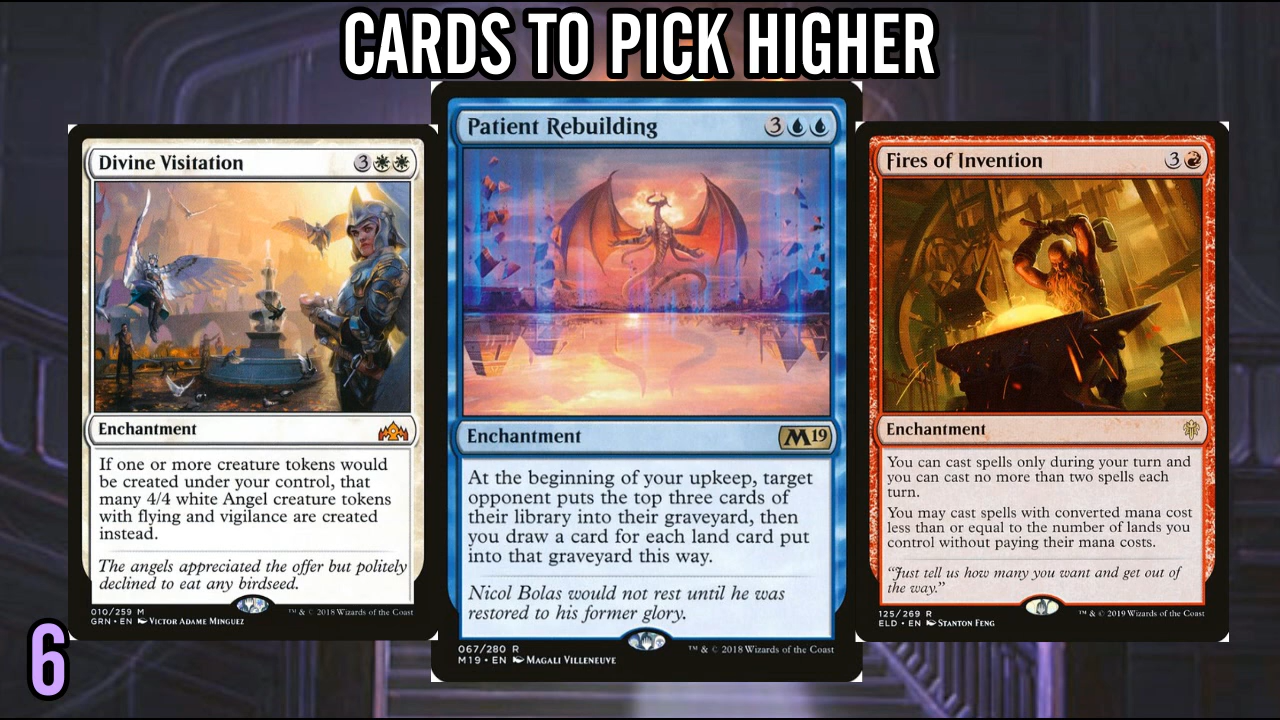 CARDS TO PICK HIGHER
Divine Visitation 3
Enchantment
If one or more creature tokens would
be created under your control, that
many 4/4 white Angel creature tokens
with flying and vigilance are created
instead.
The angels appreciated the offer but politely
declined to eat any birdseed.
010/259 M
GRN • EN Victor Adame Minguez
™ & © 2018 Wizards of the Coast
Patient Rebuilding 3
Enchantment M19
At the beginning of your upkeep, target
opponent puts the top three cards of
their library into their graveyard, then
you draw a card for each land card put
into that graveyard this way.
Nicol Bolas would not rest until he was
restored to his former glory.
067/280 R
M19 • EN Magali Villeneuve
™ & © 2018 Wizards of the Coast
Fires of Invention 3
Enchantment
You can cast spells only during your turn and
you can cast no more than two spells each
turn.
You may cast spells with converted mana cost
less than or equal to the number of lands you
control without paying their mana costs.
“Just tell us how many you want and get out of
the way.”
125/269 R
ELD • EN Stanton Feng
™ & © 2019 Wizards of the Coast
6